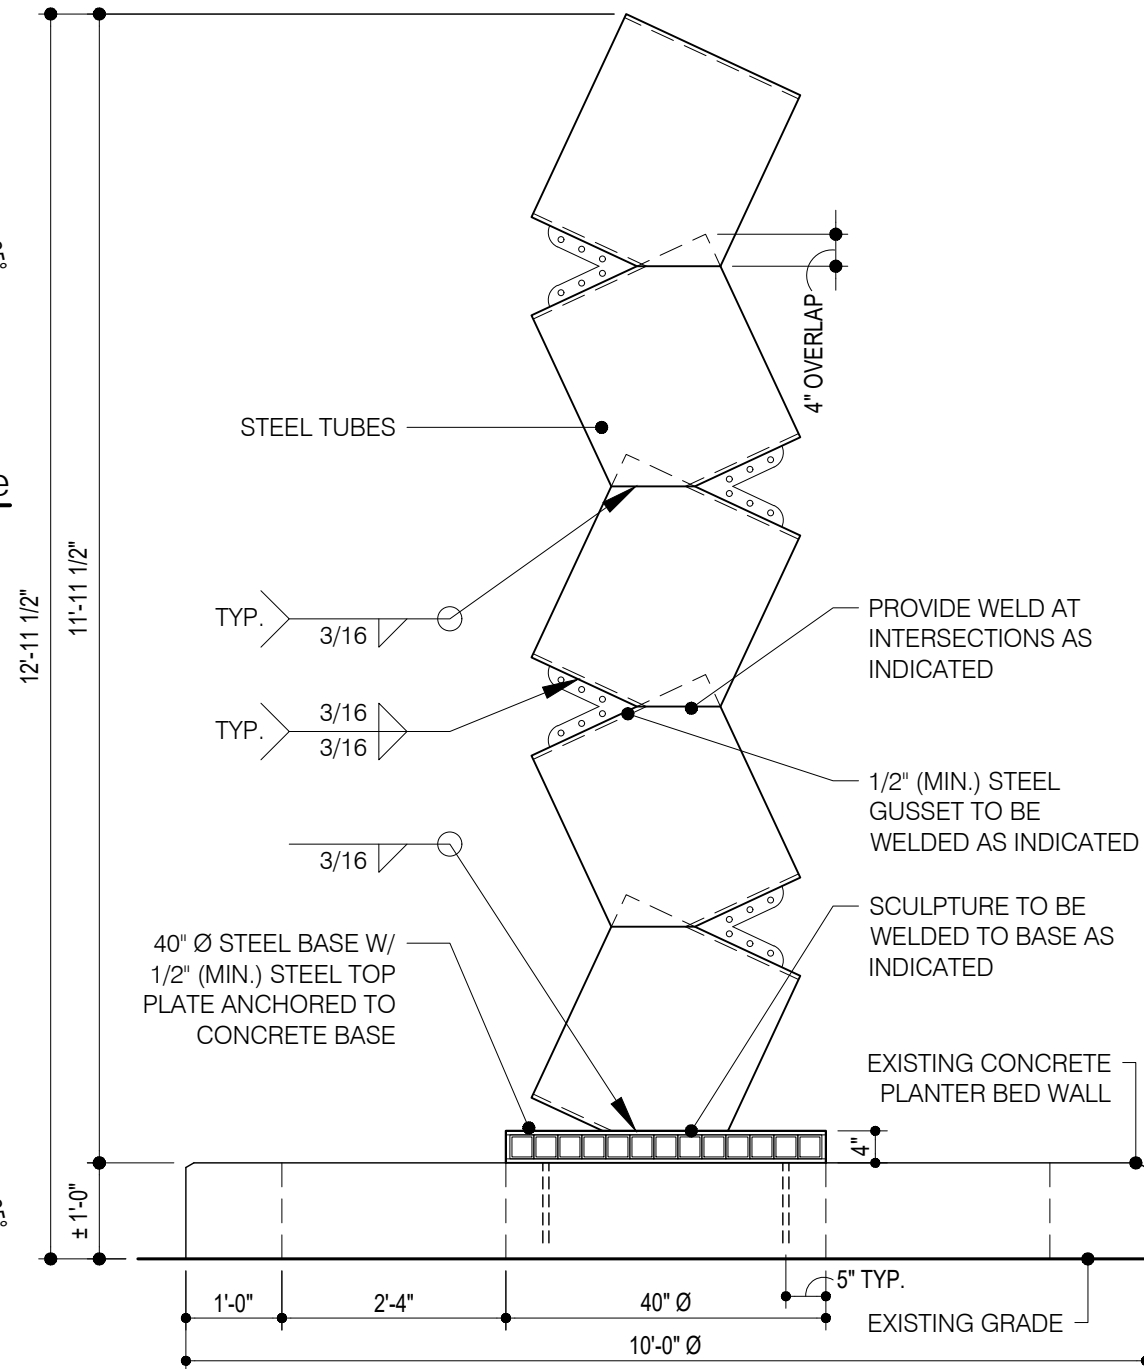 4" OVERLAP
STEEL TUBES
12'-11 1/2"
11'-11 1/2"
TYP.
3/16
PROVIDE WELD AT
INTERSECTIONS AS
INDICATED
TYP.
3/16
3/16
1/2" (MIN.) STEEL
GUSSET TO BE
WELDED AS INDICATED
3/16
SCULPTURE TO BE
WELDED TO BASE AS
INDICATED
40" Ø STEEL BASE W/
1/2" (MIN.) STEEL TOP
PLATE ANCHORED TO
CONCRETE BASE
EXISTING CONCRETE
PLANTER BED WALL
4"
± 1'-0"
5" TYP.
1'-0"
2'-4"
40" Ø
EXISTING GRADE
10'-0" Ø